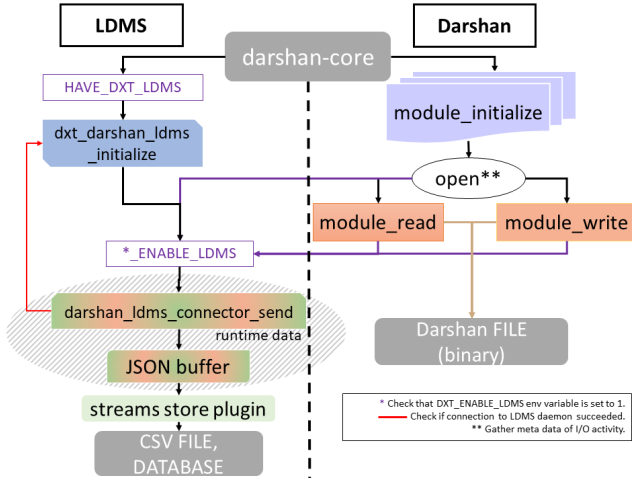 LDMS
Darshan
darshan-core
HAVE_DXT_LDMS
module_initialize
dxt_darshan_ldms
_initialize
open**
module_read
module_write
*_ENABLE_LDMS
darshan_ldms_connector_send
runtime data
Darshan FILE
(binary)
JSON buffer
streams store plugin
CSV FILE,
DATABASE
* Check that DXT_ENABLE_LDMS env variable is set to 1.
Check if connection to LDMS daemon succeeded.
** Gather meta data of I/O activity.